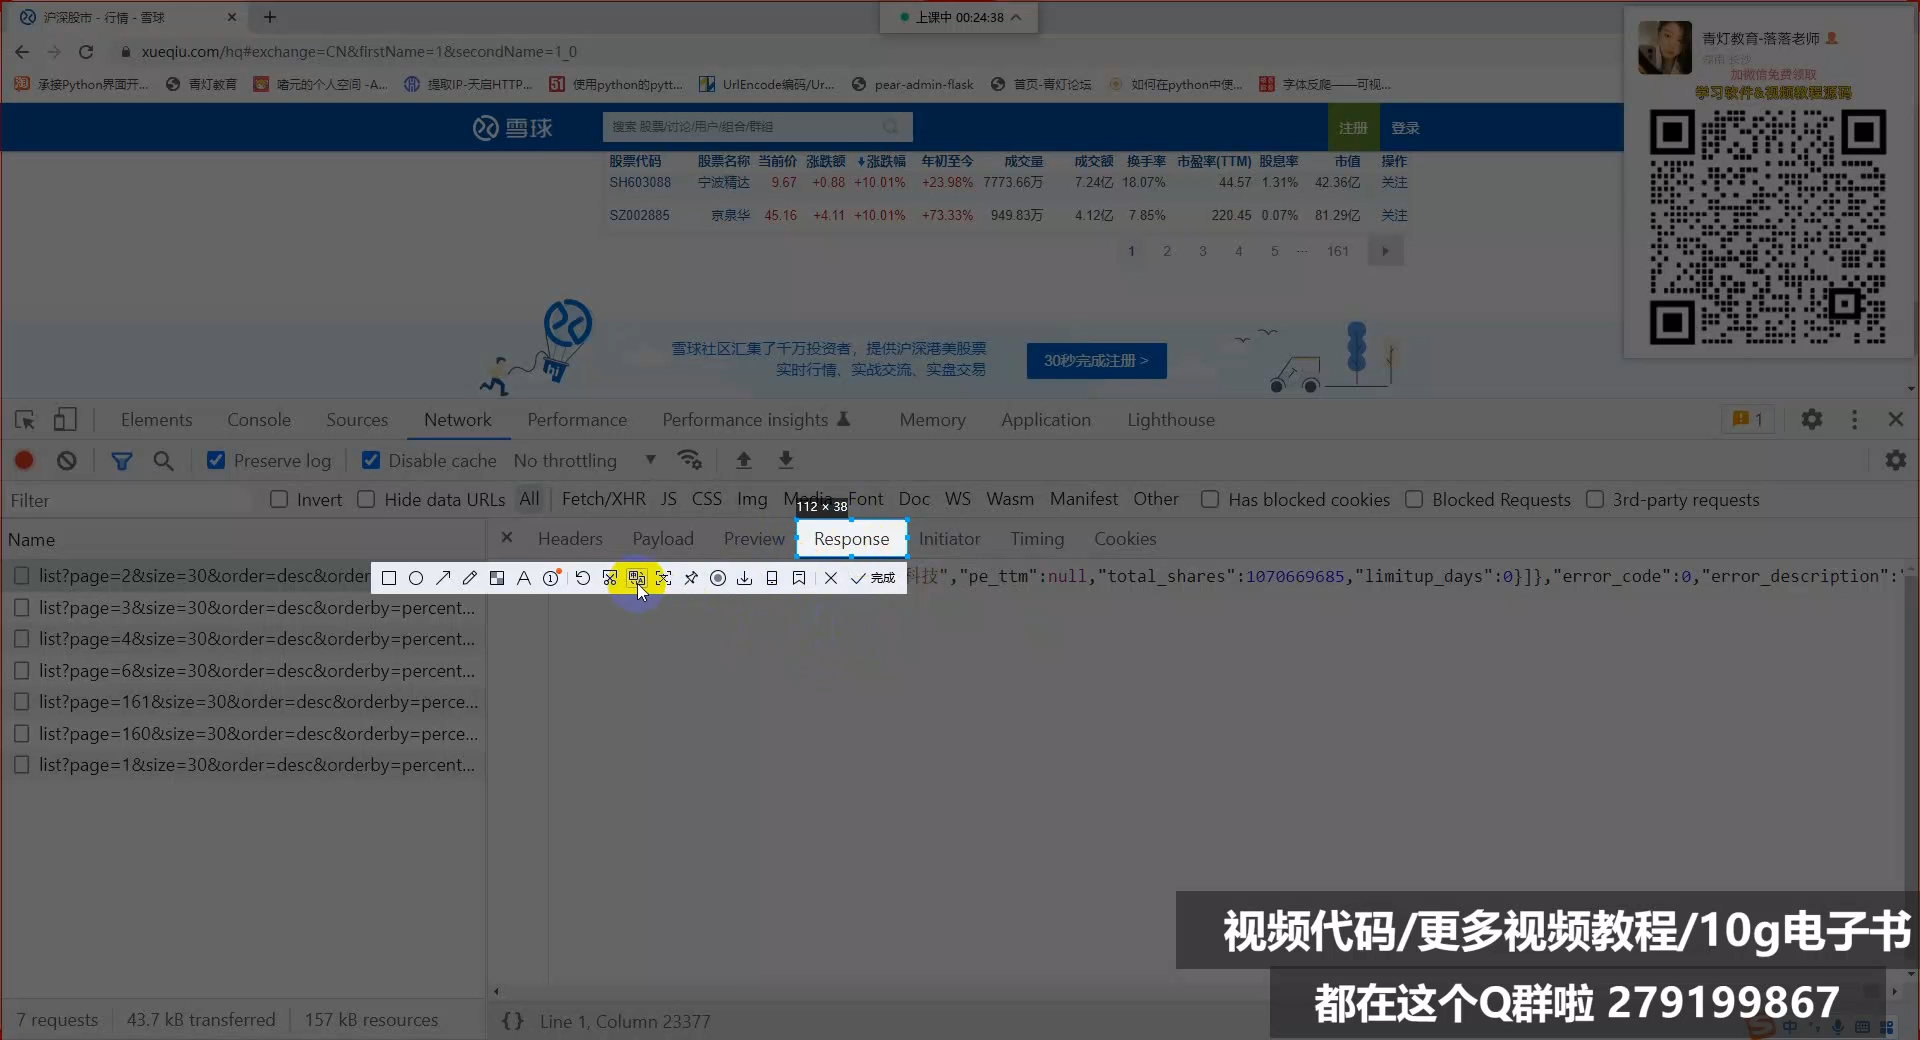 沪深股市 - 行情 - 雪球
上课中 00:24:38
xueqiu.com/hq#exchange=CN&firstName=1&secondName=1_0
承接Python界面开... 青灯教育 嗜元的个人空间 -A... 提取IP-天启HTTP... 使用python的pytt... UrlEncode编码/Ur... pear-admin-flask 首页-青灯论坛 如何在python中使... 字体反爬——可视...
青灯教育-落落老师
加微信免费领取
学习软件&视频教程源码
雪球
搜索 股票/讨论/用户/组合/群组
注册 登录
股票代码 股票名称 当前价 涨跌额 涨跌幅 年初至今 成交量 成交额 换手率 市盈率(TTM) 股息率 市值 操作
SH603088 宁波精达 9.67 +0.88 +10.01% +23.98% 7773.66万 7.24亿 18.07% 44.57 1.31% 42.36亿 关注
SZ002885 京泉华 45.16 +4.11 +10.01% +73.33% 949.83万 4.12亿 7.85% 220.45 0.07% 81.29亿 关注
1 2 3 4 5 ... 161
hi
雪球社区汇集了千万投资者，提供沪深港美股票
实时行情、实战交流、实盘交易
30秒完成注册 >
Elements Console Sources Network Performance Performance insights Memory Application Lighthouse 1
Preserve log Disable cache No throttling
Filter Invert Hide data URLs All Fetch/XHR JS CSS Img Media Font Doc WS Wasm Manifest Other Has blocked cookies Blocked Requests 3rd-party requests
112 × 38
Name Headers Payload Preview Response Initiator Timing Cookies
list?page=2&size=30&order=desc&order
完成
科技","pe_ttm":null,"total_shares":1070669685,"limitup_days":0}]},"error_code":0,"error_description":
list?page=3&size=30&order=desc&orderby=percent...
list?page=4&size=30&order=desc&orderby=percent...
list?page=6&size=30&order=desc&orderby=percent...
list?page=161&size=30&order=desc&orderby=perce...
list?page=160&size=30&order=desc&orderby=perce...
list?page=1&size=30&order=desc&orderby=percent...
视频代码/更多视频教程/10g电子书
都在这个Q群啦 279199867
7 requests 43.7 kB transferred 157 kB resources {} Line 1, Column 23377
中